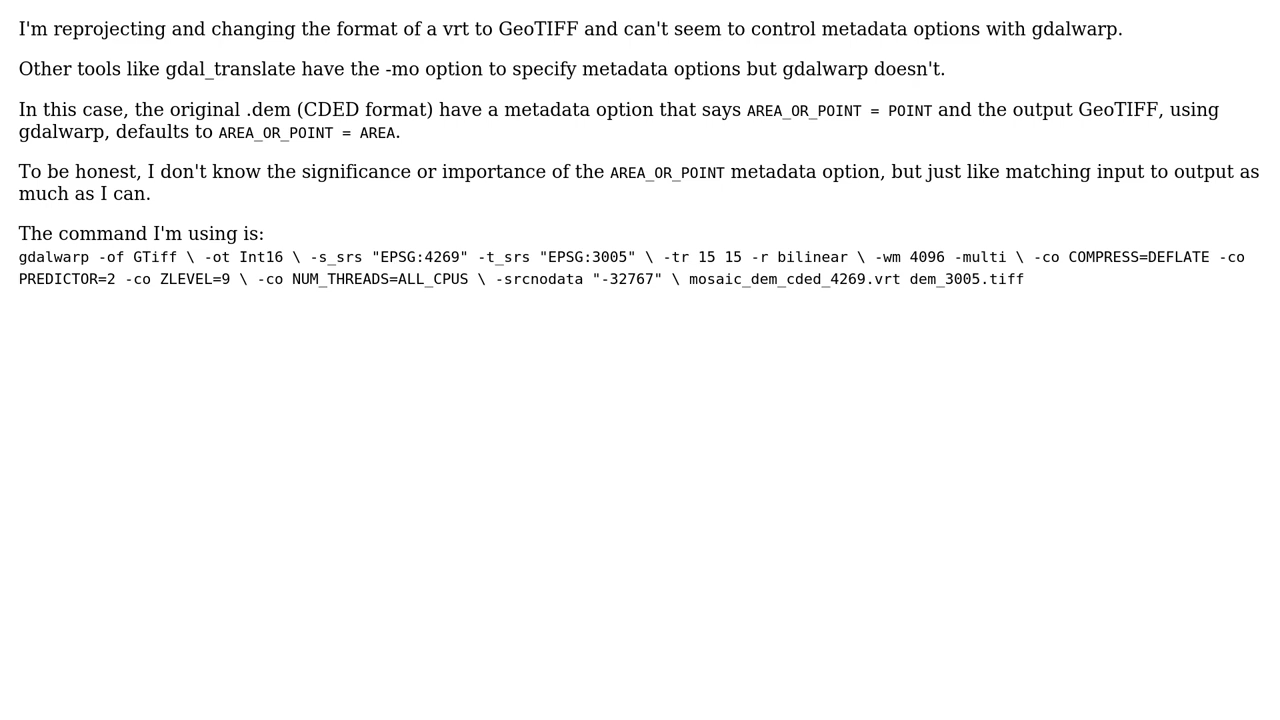 I'm reprojecting and changing the format of a vrt to GeoTIFF and can't seem to control metadata options with gdalwarp.
Other tools like gdal_translate have the -mo option to specify metadata options but gdalwarp doesn't.
In this case, the original .dem (CDED format) have a metadata option that says AREA_OR_POINT = POINT and the output GeoTIFF, using
gdalwarp, defaults to AREA_OR_POINT = AREA.
To be honest, I don't know the significance or importance of the AREA_OR_POINT metadata option, but just like matching input to output as
much as I can.
The command I'm using is:
gdalwarp -of GTiff \ -ot Int16 \ -s_srs "EPSG:4269" -t_srs "EPSG:3005" \ -tr 15 15 -r bilinear \ -wm 4096 -multi \ -co COMPRESS=DEFLATE -co
PREDICTOR=2 -co ZLEVEL=9 \ -co NUM_THREADS=ALL_CPUS \ -srcnodata "-32767" \ mosaic_dem_cded_4269.vrt dem_3005.tiff